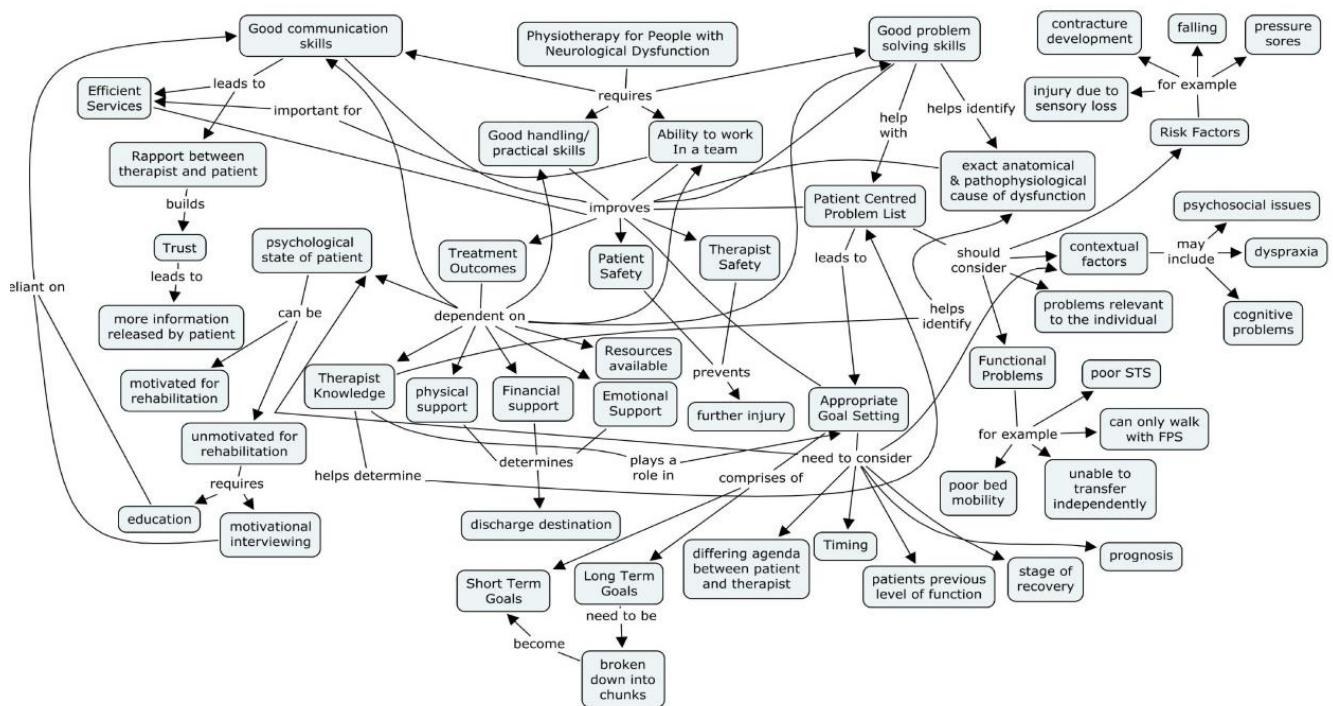 Good communication
skills
Physiotherapy for People with
Neurological Dysfunction
Good problem
solving skills
contracture
development
falling
pressure
sores
leads to
Efficient
Services
important for
requires
helps identify
for example
injury due to
sensory loss
help
with
Good handling/
practical skills
Ability to work
In a team
Risk Factors
Rapport between
therapist and patient
exact anatomical
& pathophysiological
cause of dysfunction
builds
improves
Patient Centred
Problem List
psychosocial issues
Trust
psychological
state of patient
Treatment
Outcomes
Patient
Safety
Therapist
Safety
leads to
should
consider
contextual
factors
may
include
dyspraxia
leads to
eliant on
more information
released by patient
can be
dependent on
helps
identify
problems relevant
to the individual
cognitive
problems
Resources
available
prevents
Functional
Problems
motivated for
rehabilitation
Therapist
Knowledge
physical
support
Financial
support
Emotional
Support
further injury
Appropriate
Goal Setting
poor STS
unmotivated for
rehabilitation
for example
can only walk
with FPS
determines
plays a
role in
need to consider
helps determine
comprises of
requires
poor bed
mobility
unable to
transfer
independently
education
motivational
interviewing
discharge destination
differing agenda
between patient
and therapist
Timing
patients previous
level of function
stage of
recovery
prognosis
Short Term
Goals
Long Term
Goals
need to be
become
broken
down into
chunks